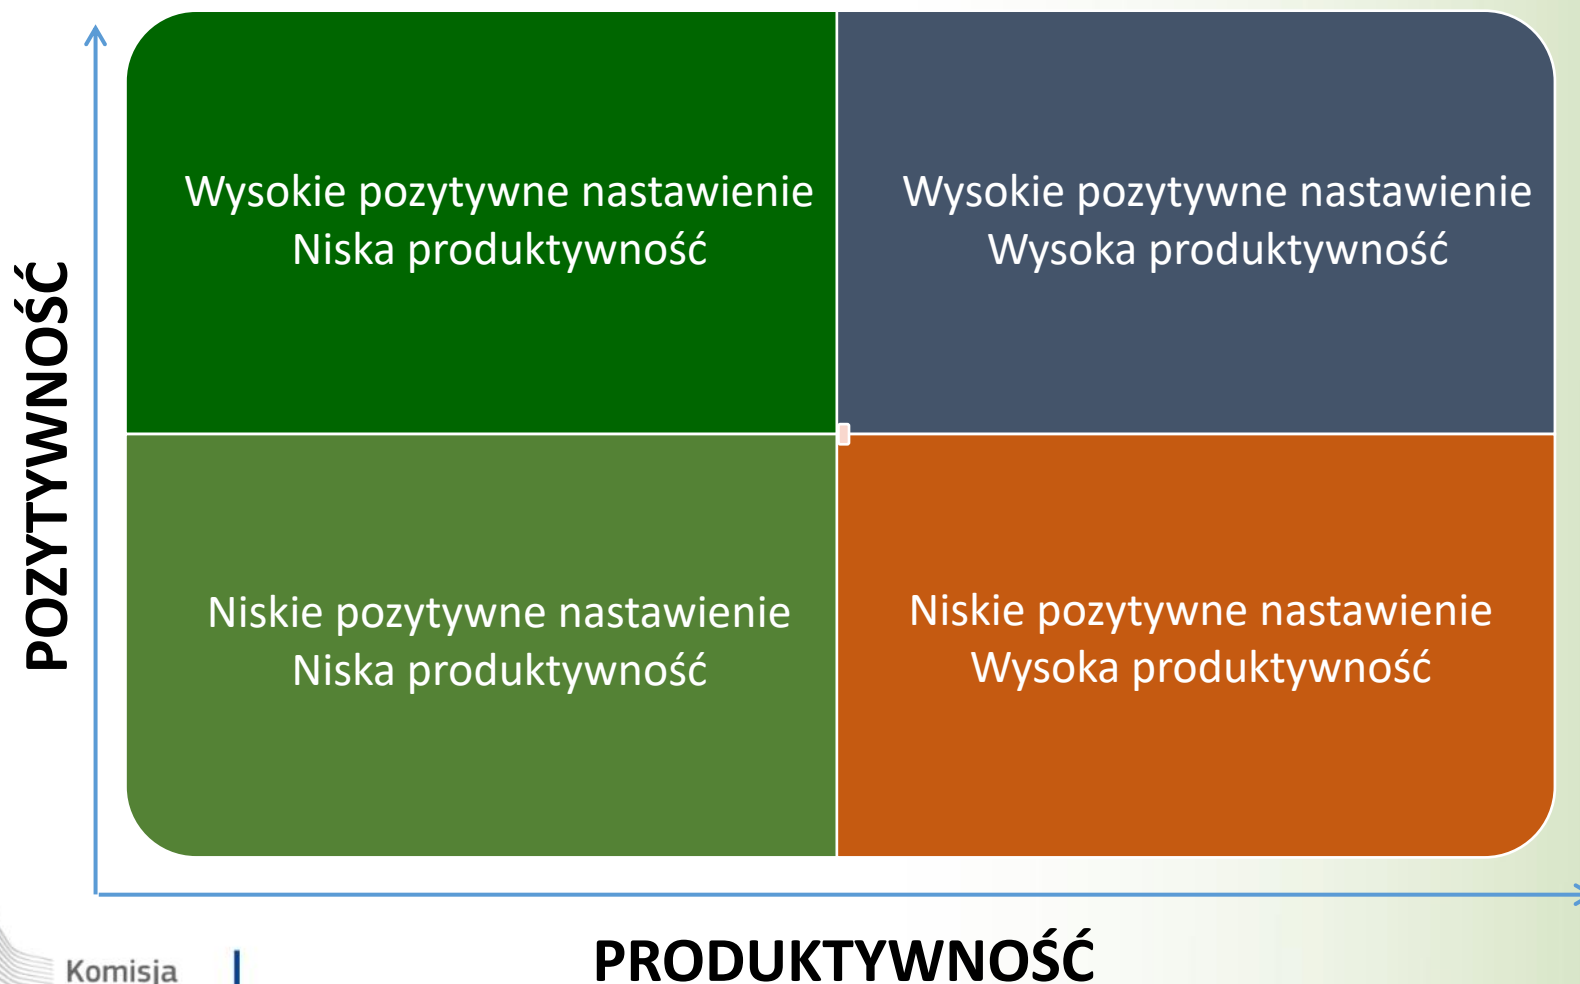 Wysokie pozytywne nastawienie
Niska produktywność
Wysokie pozytywne nastawienie
Wysoka produktywność
POZYTYWNOŚĆ
Niskie pozytywne nastawienie
Niska produktywność
Niskie pozytywne nastawienie
Wysoka produktywność
PRODUKTYWNOŚĆ
Komisja